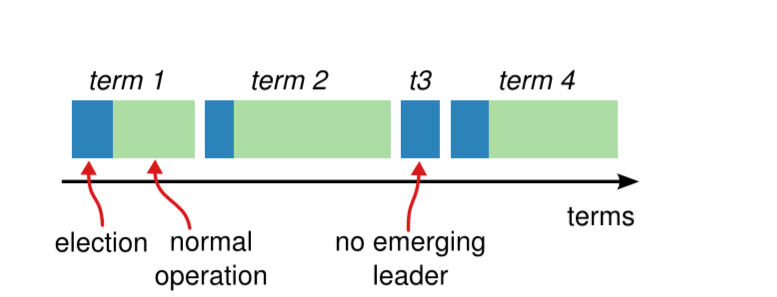 term 1
term 2
t3
term 4
terms
election
normal
operation
no emerging
leader